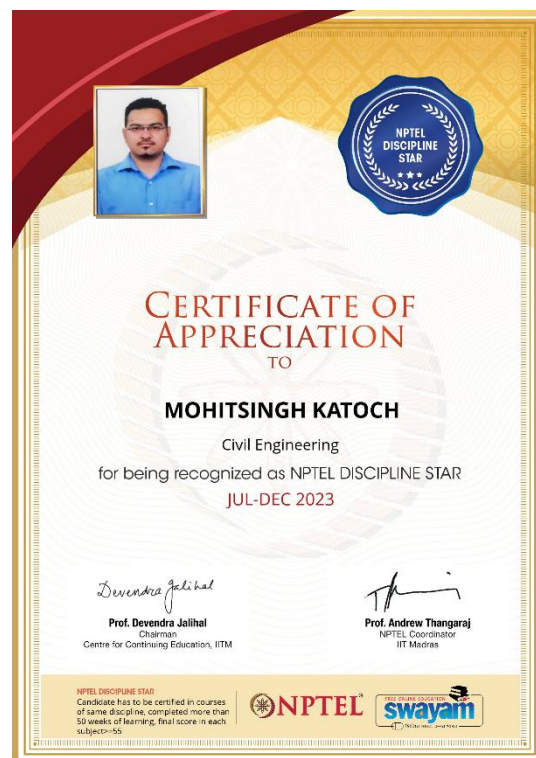 NPTEL
DISCIPLINE
STAR
CERTIFICATE OF
APPRECIATION
TO
MOHITSINGH KATOCH
Civil Engineering
for being recognized as NPTEL DISCIPLINE STAR
JUL-DEC 2023
Devendra Jalihal
Prof. Devendra Jalihal
Chairman
Centre for Continuing Education, IITM
Prof. Andrew Thangaraj
NPTEL Coordinator
IIT Madras
NPTEL DISCIPLINE STAR
Candidate has to be certified in courses
of same discipline, completed more than
50 weeks of learning, final score in each
subject>=55
NPTEL
FREE ONLINE EDUCATION
swayam